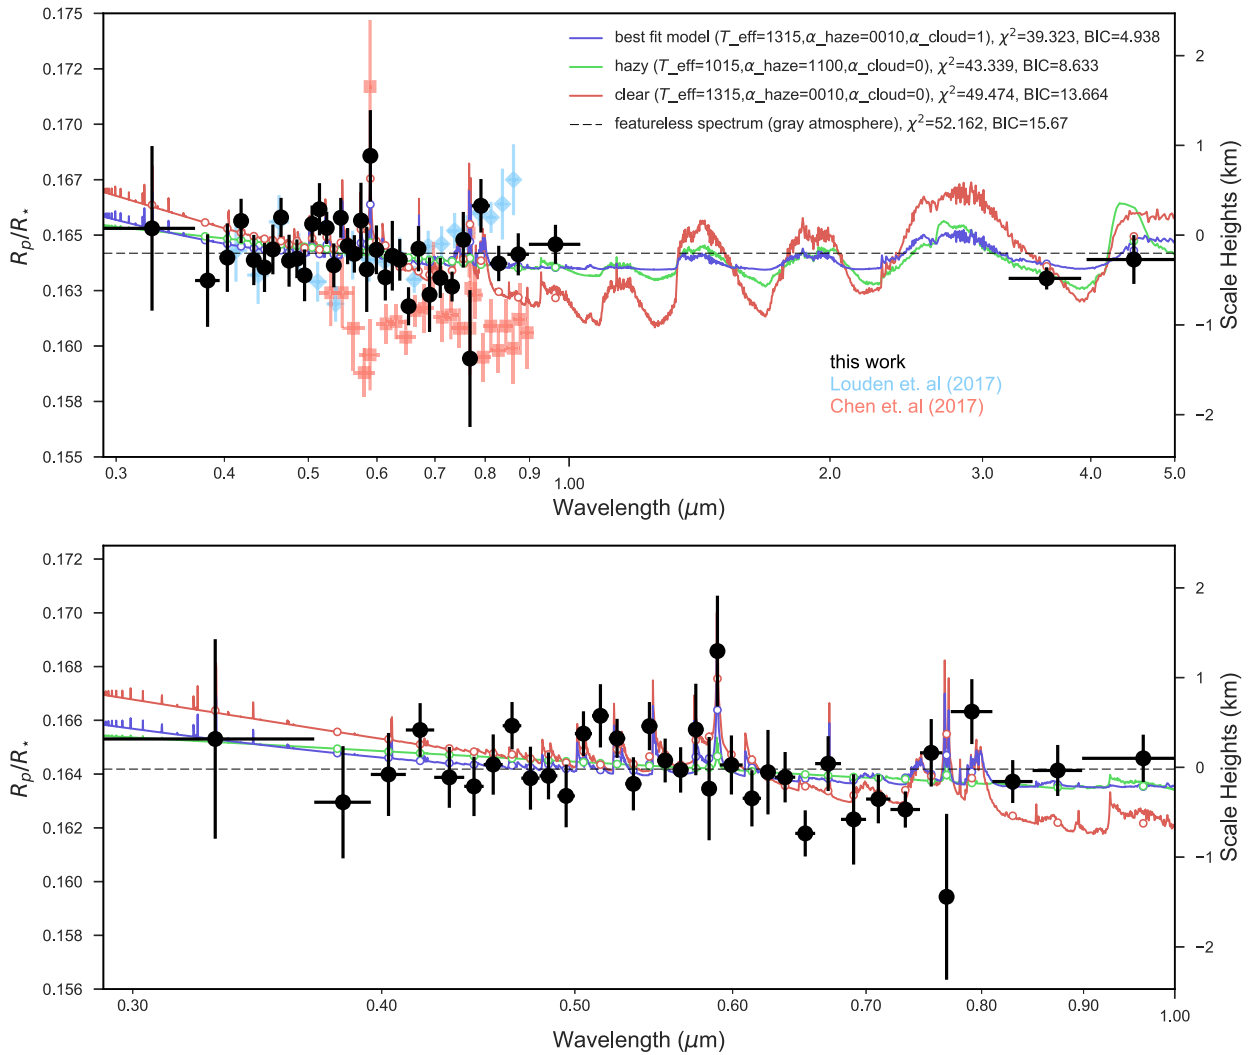 best fit model (T_eff=1315,α_haze=0010,α_cloud=1), χ²=39.323, BIC=4.938
hazy (T_eff=1015,α_haze=1100,α_cloud=0), χ²=43.339, BIC=8.633
clear (T_eff=1315,α_haze=0010,α_cloud=0), χ²=49.474, BIC=13.664
featureless spectrum (gray atmosphere), χ²=52.162, BIC=15.67
0.175
0.172
0.170
0.167
0.165
0.163
0.160
0.158
0.155
Rp/R⋆
2
1
0
−1
−2
Scale Heights (km)
this work
Louden et. al (2017)
Chen et. al (2017)
0.3 0.4 0.5 0.6 0.7 0.8 0.9 1.00 2.0 3.0 4.0 5.0
Wavelength (μm)
0.172
0.170
0.168
0.166
0.164
0.162
0.160
0.158
0.156
Rp/R⋆
2
1
0
−1
−2
Scale Heights (km)
0.30 0.40 0.50 0.60 0.70 0.80 0.90 1.00
Wavelength (μm)